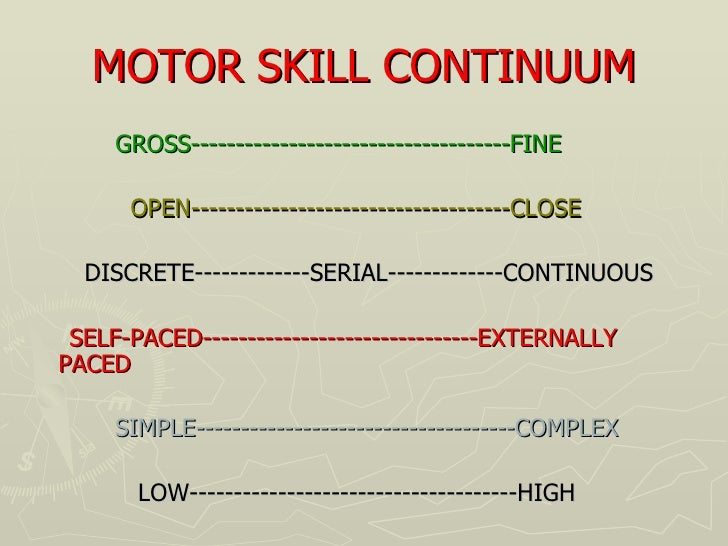 MOTOR SKILL CONTINUUM
GROSS------------------------------------FINE
OPEN------------------------------------CLOSE
DISCRETE-------------SERIAL-------------CONTINUOUS
SELF-PACED-------------------------------EXTERNALLY
PACED
SIMPLE------------------------------------COMPLEX
LOW-------------------------------------HIGH